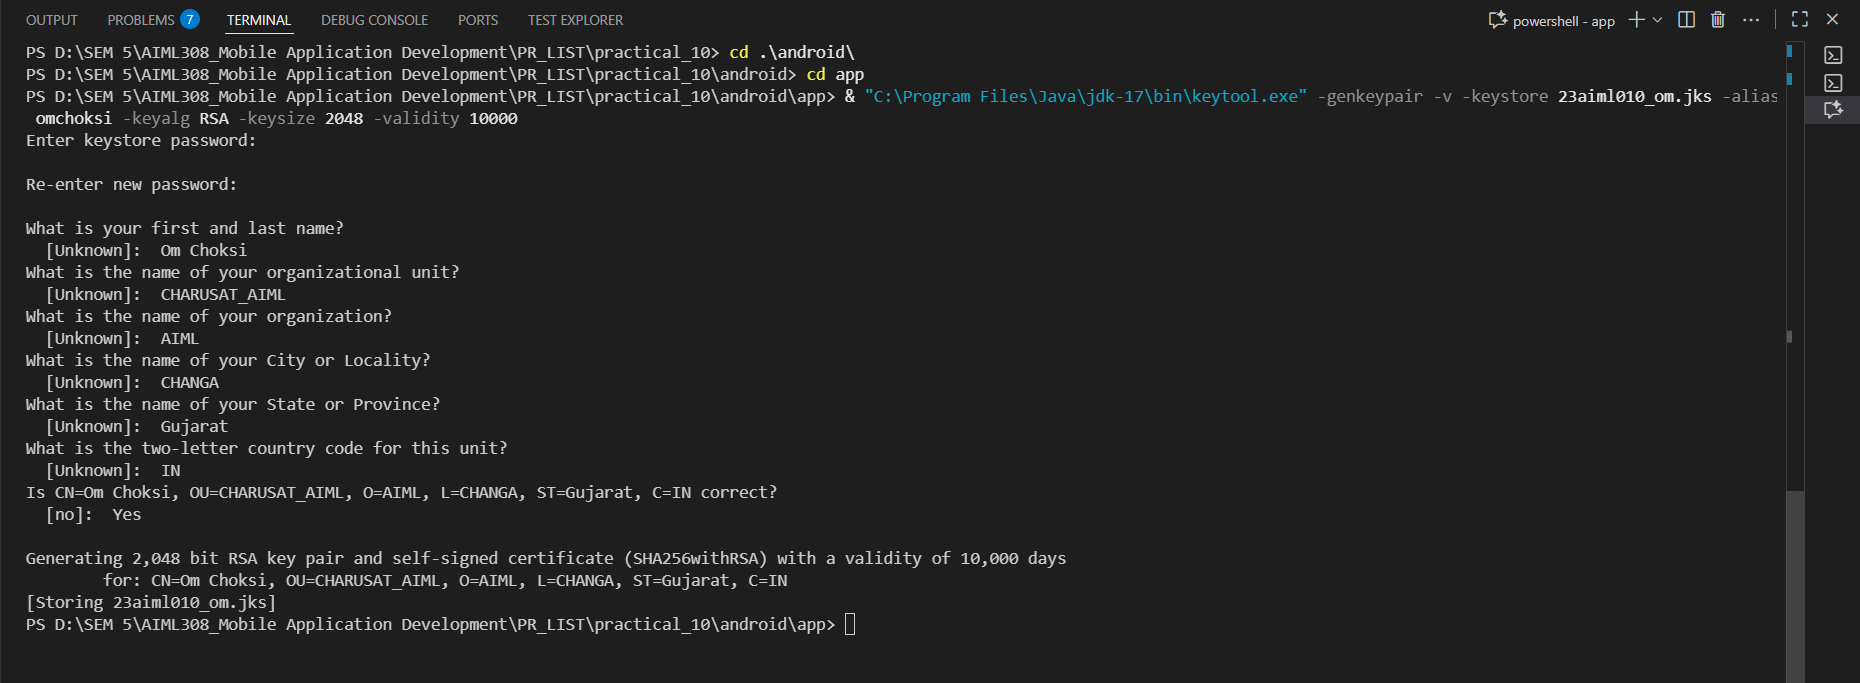 OUTPUT PROBLEMS 7 TERMINAL DEBUG CONSOLE PORTS TEST EXPLORER powershell - app
PS D:\SEM 5\AIML308_Mobile Application Development\PR_LIST\practical_10> cd .\android\
PS D:\SEM 5\AIML308_Mobile Application Development\PR_LIST\practical_10\android> cd app
PS D:\SEM 5\AIML308_Mobile Application Development\PR_LIST\practical_10\android\app> & "C:\Program Files\Java\jdk-17\bin\keytool.exe" -genkeypair -v -keystore 23aiml010_om.jks -alias
omchoksi -keyalg RSA -keysize 2048 -validity 10000
Enter keystore password:
Re-enter new password:
What is your first and last name?
[Unknown]: Om Choksi
What is the name of your organizational unit?
[Unknown]: CHARUSAT_AIML
What is the name of your organization?
[Unknown]: AIML
What is the name of your City or Locality?
[Unknown]: CHANGA
What is the name of your State or Province?
[Unknown]: Gujarat
What is the two-letter country code for this unit?
[Unknown]: IN
Is CN=Om Choksi, OU=CHARUSAT_AIML, O=AIML, L=CHANGA, ST=Gujarat, C=IN correct?
[no]: Yes
Generating 2,048 bit RSA key pair and self-signed certificate (SHA256withRSA) with a validity of 10,000 days
for: CN=Om Choksi, OU=CHARUSAT_AIML, O=AIML, L=CHANGA, ST=Gujarat, C=IN
[Storing 23aiml010_om.jks]
PS D:\SEM 5\AIML308_Mobile Application Development\PR_LIST\practical_10\android\app>